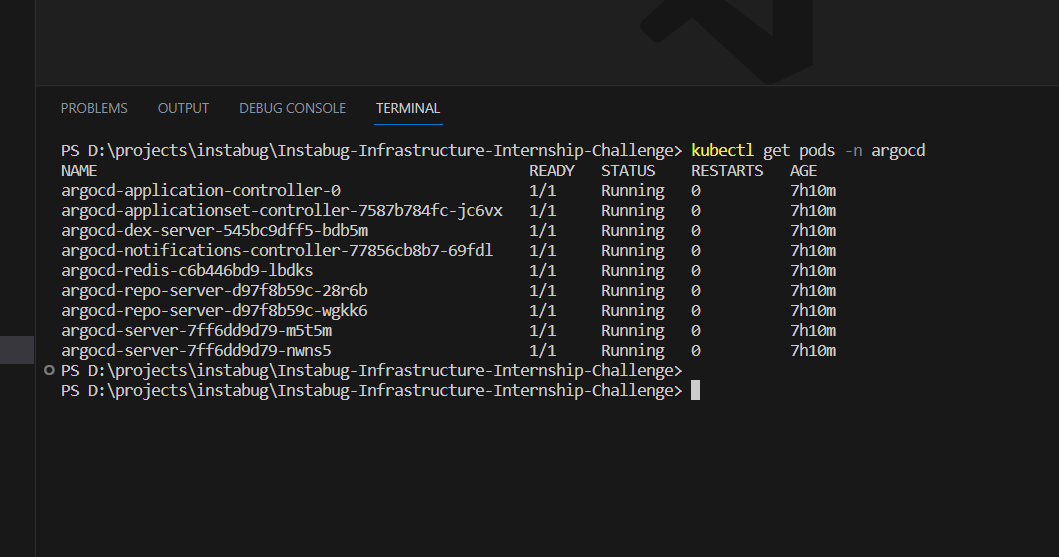 PROBLEMS OUTPUT DEBUG CONSOLE TERMINAL
PS D:\projects\instabug\Instabug-Infrastructure-Internship-Challenge> kubectl get pods -n argocd
NAME READY STATUS RESTARTS AGE
argocd-application-controller-0 1/1 Running 0 7h10m
argocd-applicationset-controller-7587b784fc-jc6vx 1/1 Running 0 7h10m
argocd-dex-server-545bc9dff5-bdb5m 1/1 Running 0 7h10m
argocd-notifications-controller-77856cb8b7-69fdl 1/1 Running 0 7h10m
argocd-redis-c6b446bd9-lbdks 1/1 Running 0 7h10m
argocd-repo-server-d97f8b59c-28r6b 1/1 Running 0 7h10m
argocd-repo-server-d97f8b59c-wgkk6 1/1 Running 0 7h10m
argocd-server-7ff6dd9d79-m5t5m 1/1 Running 0 7h10m
argocd-server-7ff6dd9d79-nwns5 1/1 Running 0 7h10m
PS D:\projects\instabug\Instabug-Infrastructure-Internship-Challenge>
PS D:\projects\instabug\Instabug-Infrastructure-Internship-Challenge>